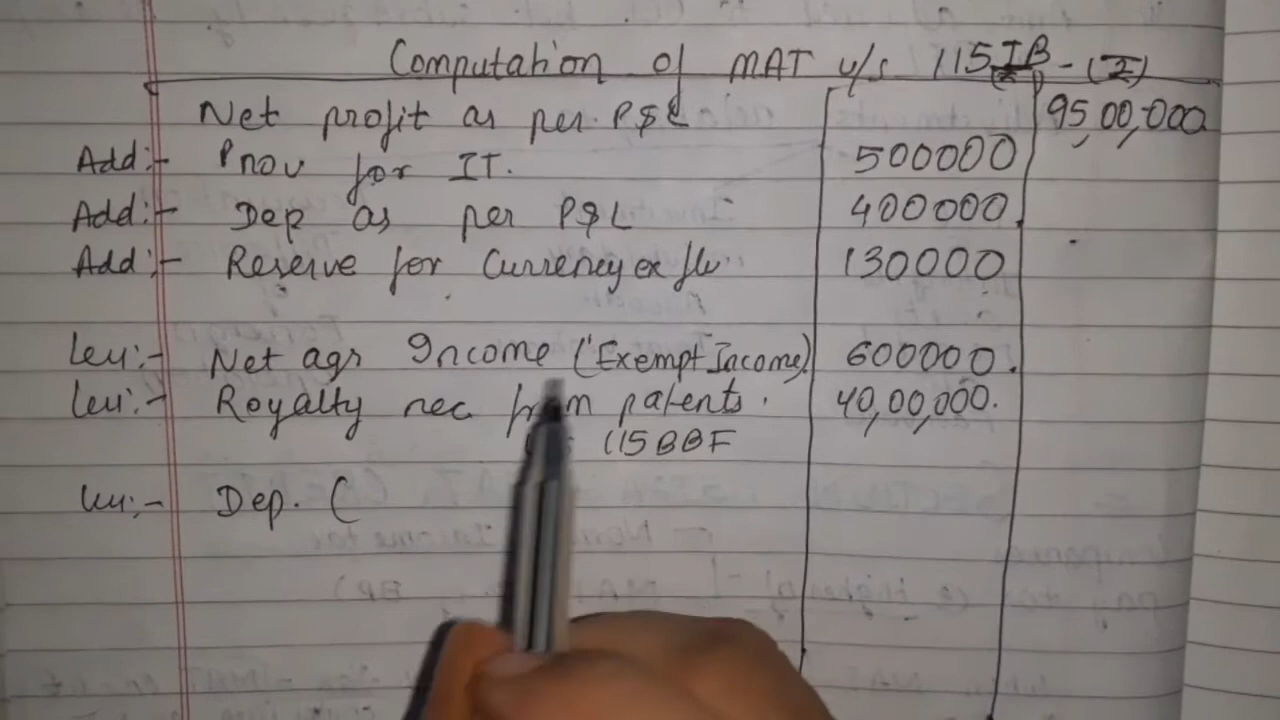 Computation of MAT u/s 115JB - (I)
Net profit as per P&L 95,00,000
Add:- Prov for IT. 500000
Add:- Dep as per P&L 400000
Add:- Reserve for Currency ex flu 130000
Less:- Net agr Income (Exempt Income) 600000
Less:- Royalty rec from patents. 40,00,000.
115BBF
Less:- Dep. (